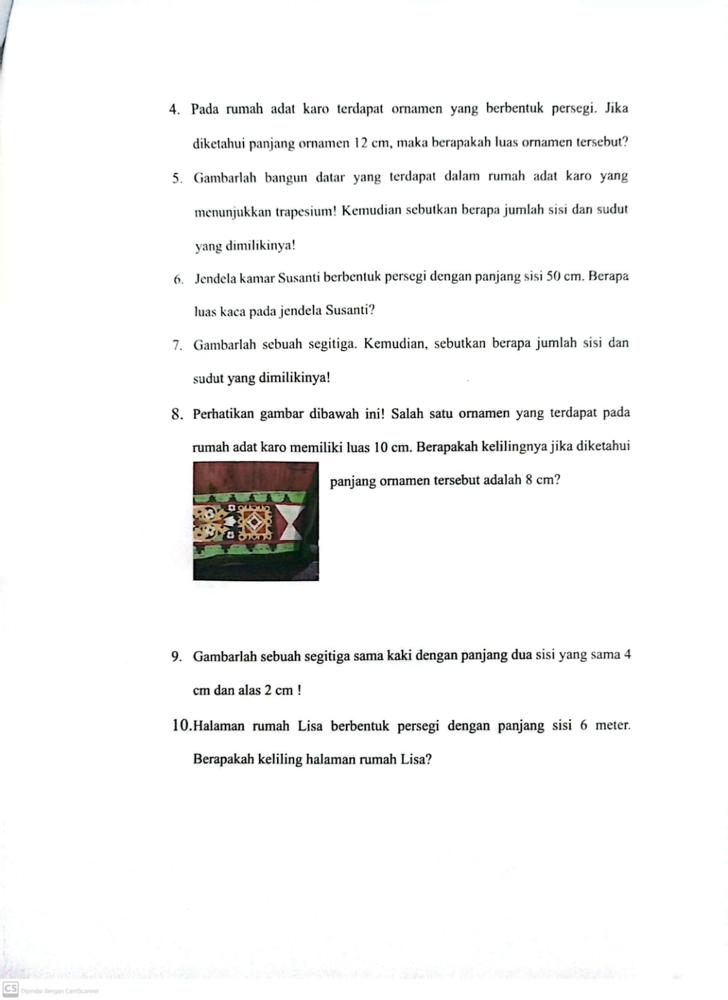 4. Pada rumah adat karo terdapat ornamen yang berbentuk persegi. Jika
diketahui panjang ornamen 12 cm, maka berapakah luas ornamen tersebut?
5. Gambarlah bangun datar yang terdapat dalam rumah adat karo yang
menunjukkan trapesium! Kemudian sebutkan berapa jumlah sisi dan sudut
yang dimilikinya!
6. Jendela kamar Susanti berbentuk persegi dengan panjang sisi 50 cm. Berapa
luas kaca pada jendela Susanti?
7. Gambarlah sebuah segitiga. Kemudian, sebutkan berapa jumlah sisi dan
sudut yang dimilikinya!
8. Perhatikan gambar dibawah ini! Salah satu ornamen yang terdapat pada
rumah adat karo memiliki luas 10 cm. Berapakah kelilingnya jika diketahui
panjang ornamen tersebut adalah 8 cm?
9. Gambarlah sebuah segitiga sama kaki dengan panjang dua sisi yang sama 4
cm dan alas 2 cm !
10.Halaman rumah Lisa berbentuk persegi dengan panjang sisi 6 meter.
Berapakah keliling halaman rumah Lisa?
CS Dipindai dengan CamScanner